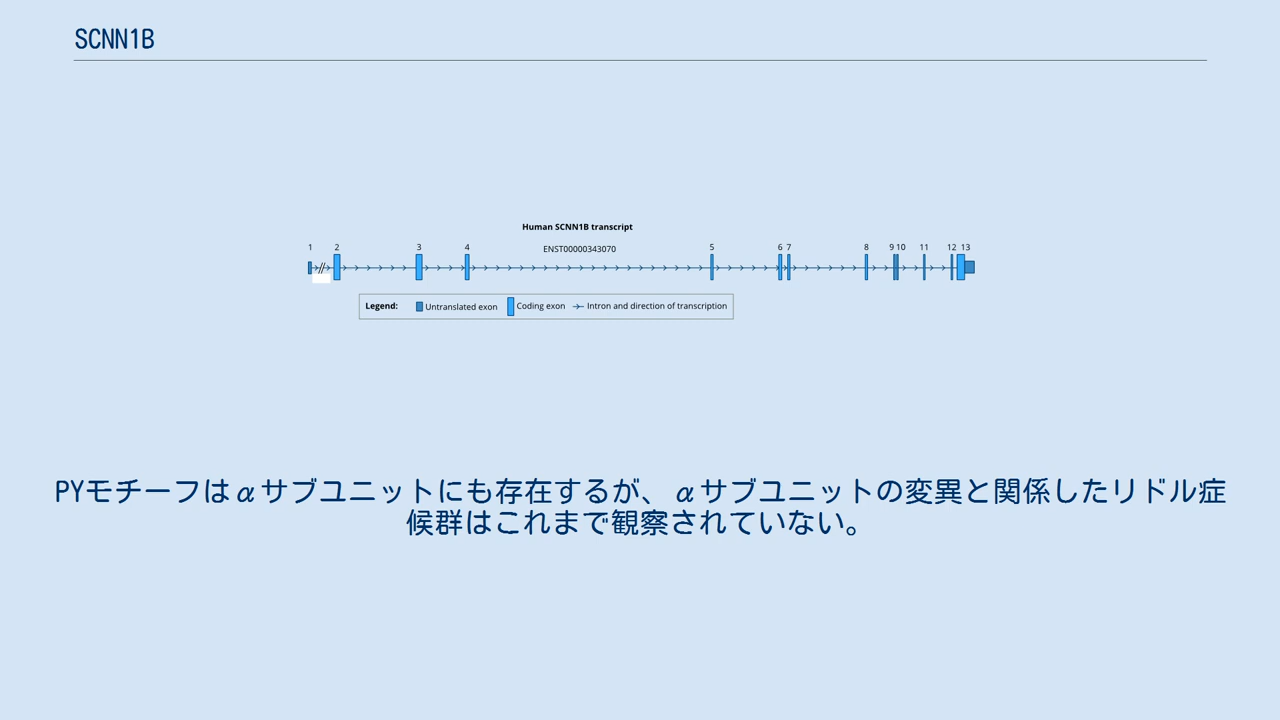 SCNN1B
Human SCNN1B transcript
ENST00000343070
1 2 3 4 5 6 7 8 9 10 11 12 13
Legend: Untranslated exon Coding exon Intron and direction of transcription
PYモチーフはαサブユニットにも存在するが、αサブユニットの変異と関係したリドル症
候群はこれまで観察されていない。